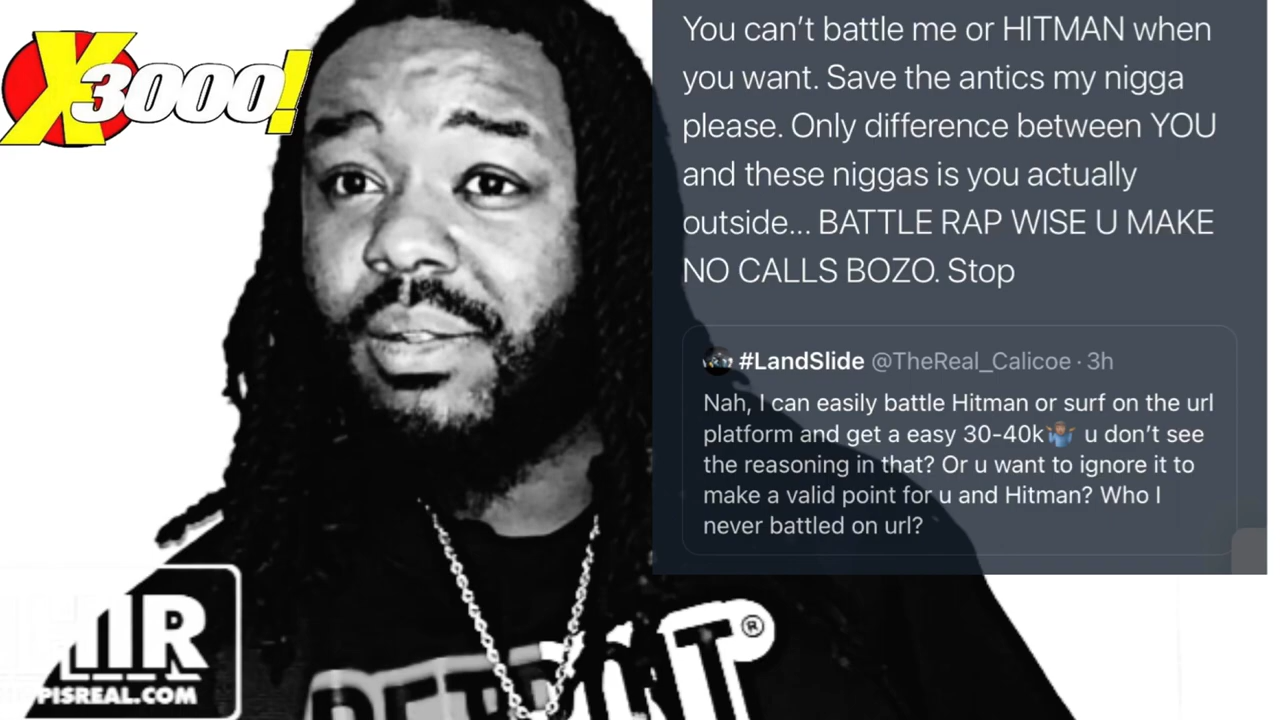 X3000!
You can’t battle me or HITMAN when
you want. Save the antics my nigga
please. Only difference between YOU
and these niggas is you actually
outside... BATTLE RAP WISE U MAKE
NO CALLS BOZO. Stop
#LandSlide @TheReal_Calicoe · 3h
Nah, I can easily battle Hitman or surf on the url
platform and get a easy 30-40k🤷🏽‍♂️ u don’t see
the reasoning in that? Or u want to ignore it to
make a valid point for u and Hitman? Who I
never battled on url?
PISREAL.COM
®